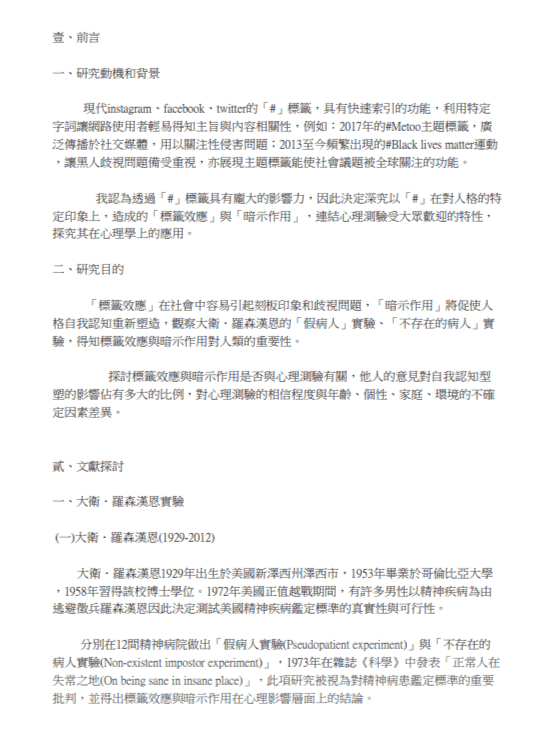 壹、前言
一、研究動機和背景
現代instagram、facebook、twitter的「#」標籤，具有快速索引的功能，利用特定
字詞讓網路使用者輕易得知主旨與內容相關性，例如：2017年的#Metoo主題標籤，廣
泛傳播於社交媒體，用以關注性侵害問題；2013至今頻繁出現的#Black lives matter運動
，讓黑人歧視問題備受重視，亦展現主題標籤能使社會議題被全球關注的功能。
我認為透過「#」標籤具有龐大的影響力，因此決定深究以「#」在對人格的特
定印象上，造成的「標籤效應」與「暗示作用」，連結心理測驗受大眾歡迎的特性，
探究其在心理學上的應用。
二、研究目的
「標籤效應」在社會中容易引起刻板印象和歧視問題，「暗示作用」將促使人
格自我認知重新塑造，觀察大衛．羅森漢恩的「假病人」實驗、「不存在的病人」實
驗，得知標籤效應與暗示作用對人類的重要性。
探討標籤效應與暗示作用是否與心理測驗有關，他人的意見對自我認知型
塑的影響佔有多大的比例，對心理測驗的相信程度與年齡、個性、家庭、環境的不確
定因素差異。
貳、文獻探討
一、大衛．羅森漢恩實驗
(一)大衛．羅森漢恩(1929-2012)
大衛．羅森漢恩1929年出生於美國新澤西州澤西市，1953年畢業於哥倫比亞大學
，1958年習得該校博士學位。1972年美國正值越戰期間，有許多男性以精神疾病為由
逃避徵兵羅森漢恩因此決定測試美國精神疾病鑑定標準的真實性與可行性。
分別在12間精神病院做出「假病人實驗(Pseudopatient experiment)」與「不存在的
病人實驗(Non-existent impostor experiment)」，1973年在雜誌《科學》中發表「正常人在
失常之地(On being sane in insane place)」，此項研究被視為對精神病患鑑定標準的重要
批判，並得出標籤效應與暗示作用在心理影響層面上的結論。